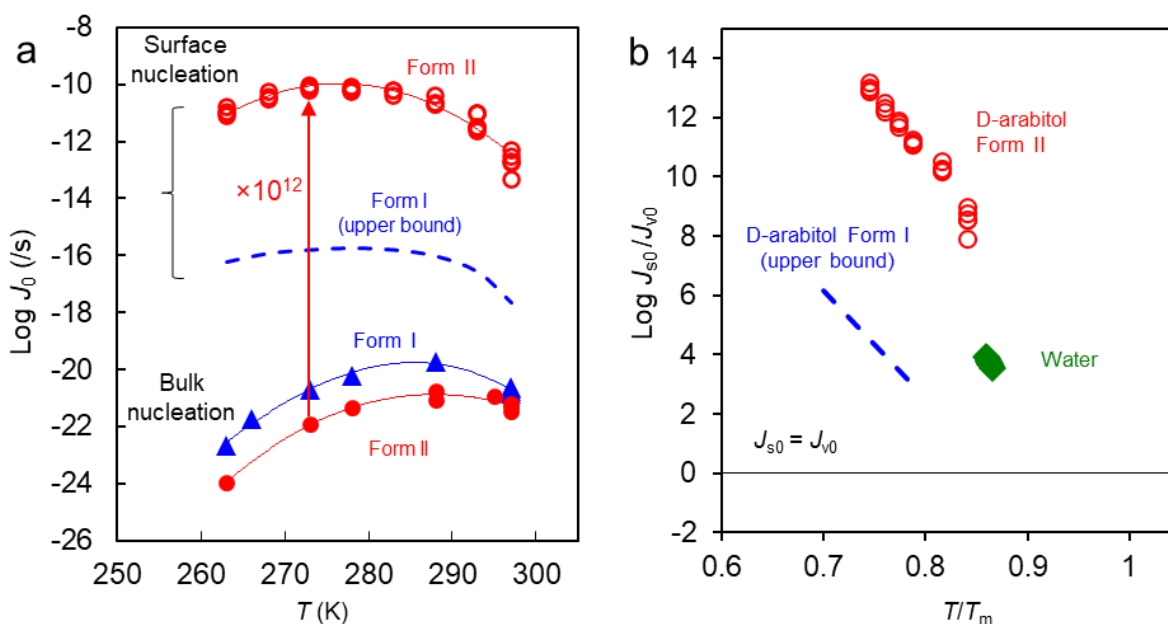 a
Log J0 (/s)
-8
-10
-12
-14
-16
-18
-20
-22
-24
-26
250
260
270
280
290
300
T (K)
Surface
nucleation
Form II
×10^12
Form I
(upper bound)
Form I
Bulk
nucleation
Form II
b
Log Js0/Jv0
14
12
10
8
6
4
2
0
-2
0.6
0.7
0.8
0.9
1
T/Tm
D-arabitol
Form II
D-arabitol Form I
(upper bound)
Water
Js0 = Jv0